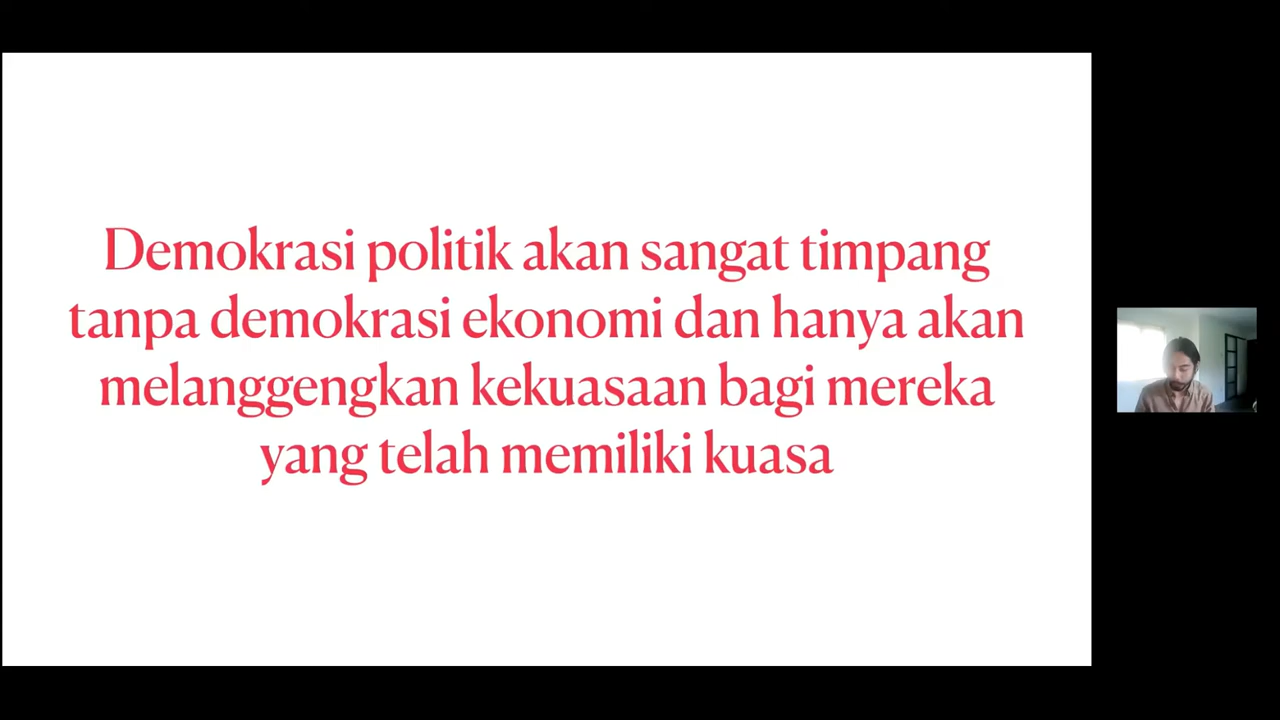 Demokrasi politik akan sangat timpang
tanpa demokrasi ekonomi dan hanya akan
melanggengkan kekuasaan bagi mereka
yang telah memiliki kuasa